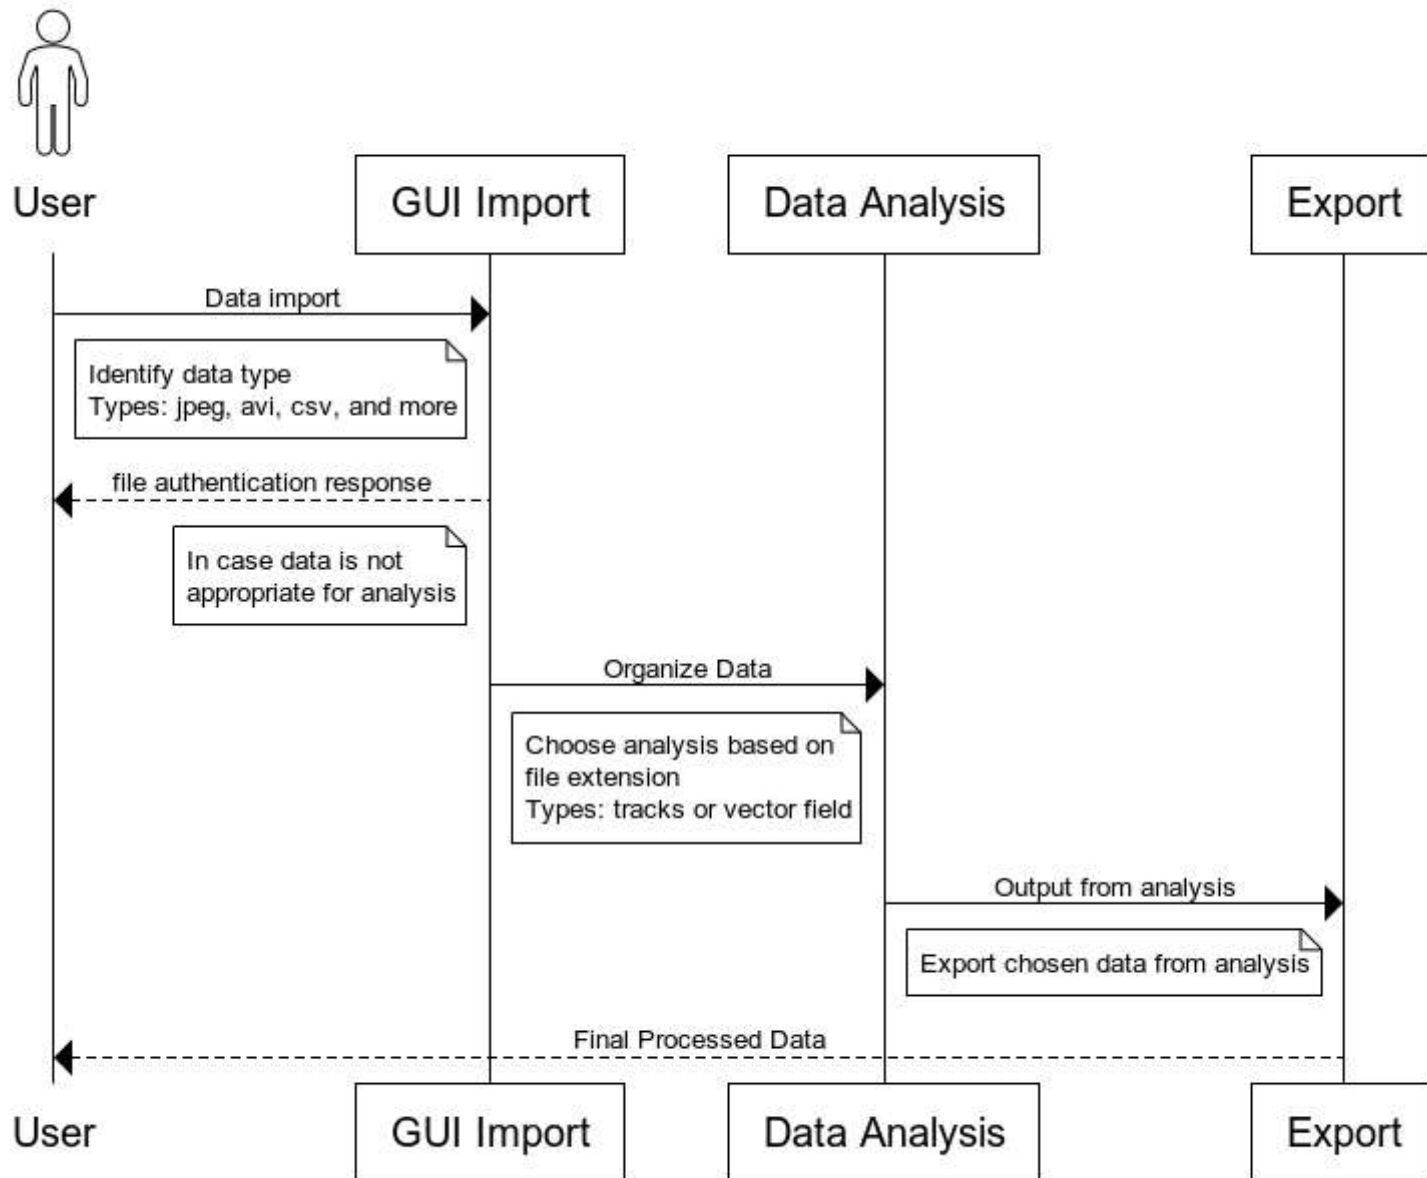 User
GUI Import
Data Analysis
Export
Data import
Identify data type
Types: jpeg, avi, csv, and more
file authentication response
In case data is not
appropriate for analysis
Organize Data
Choose analysis based on
file extension
Types: tracks or vector field
Output from analysis
Export chosen data from analysis
Final Processed Data
User
GUI Import
Data Analysis
Export